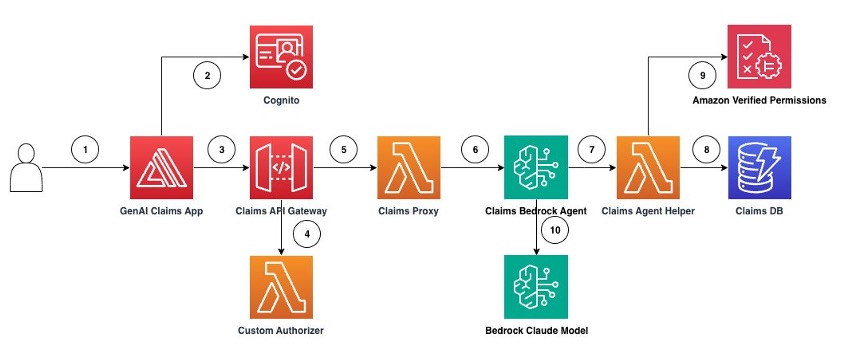 2
Cognito
9
Amazon Verified Permissions
1
3
5
6
7
8
GenAI Claims App
Claims API Gateway
Claims Proxy
Claims Bedrock Agent
Claims Agent Helper
Claims DB
4
10
Custom Authorizer
Bedrock Claude Model